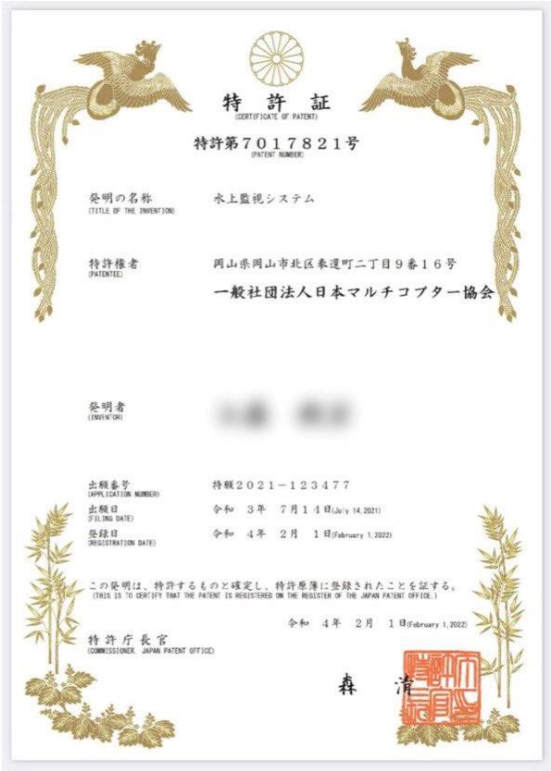 特許証
(CERTIFICATE OF PATENT)
特許第7017821号
(PATENT NUMBER)
発明の名称
(TITLE OF THE INVENTION)
水上監視システム
特許権者
(PATENTEE)
岡山県岡山市北区奉還町二丁目9番16号
一般社団法人日本マルチコプター協会
発明者
(INVENTOR)
出願番号
(APPLICATION NUMBER)
特願2021-123477
出願日
(FILING DATE)
令和 3年 7月14日(July 14,2021)
登録日
(REGISTRATION DATE)
令和 4年 2月 1日(February 1,2022)
この発明は、特許するものと確定し、特許原簿に登録されたことを証する。
(THIS IS TO CERTIFY THAT THE PATENT IS REGISTERED ON THE REGISTER OF THE JAPAN PATENT OFFICE.)
令和 4年 2月 1日(February 1,2022)
特許庁長官
(COMMISSIONER, JAPAN PATENT OFFICE)
森 清